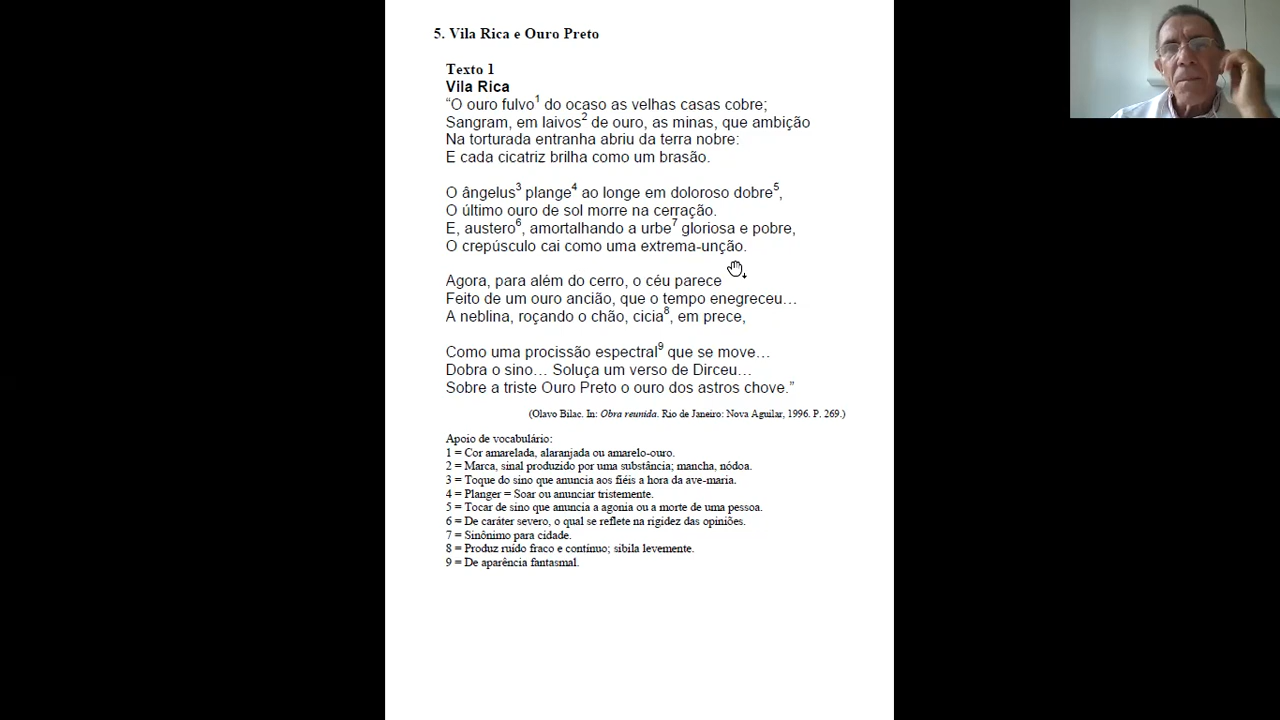 5. Vila Rica e Ouro Preto
Texto 1
Vila Rica
“O ouro fulvo¹ do ocaso as velhas casas cobre;
Sangram, em laivos² de ouro, as minas, que ambição
Na torturada entranha abriu da terra nobre:
E cada cicatriz brilha como um brasão.
O ângelus³ plange⁴ ao longe em doloroso dobre⁵,
O último ouro de sol morre na cerração.
E, austero⁶, amortalhando a urbe⁷ gloriosa e pobre,
O crepúsculo cai como uma extrema-unção.
Agora, para além do cerro, o céu parece
Feito de um ouro ancião, que o tempo enegreceu…
A neblina, roçando o chão, cicia⁸, em prece,
Como uma procissão espectral⁹ que se move…
Dobra o sino… Soluça um verso de Dirceu…
Sobre a triste Ouro Preto o ouro dos astros chove.”
(Olavo Bilac. In: Obra reunida. Rio de Janeiro: Nova Aguilar, 1996. P. 269.)
Apoio de vocabulário:
1 = Cor amarelada, alaranjada ou amarelo-ouro.
2 = Marca, sinal produzido por uma substância; mancha, nódoa.
3 = Toque do sino que anuncia aos fiéis a hora da ave-maria.
4 = Planger = Soar ou anunciar tristemente.
5 = Tocar de sino que anuncia a agonia ou a morte de uma pessoa.
6 = De caráter severo, o qual se reflete na rigidez das opiniões.
7 = Sinônimo para cidade.
8 = Produz ruído fraco e contínuo; sibila levemente.
9 = De aparência fantasmal.